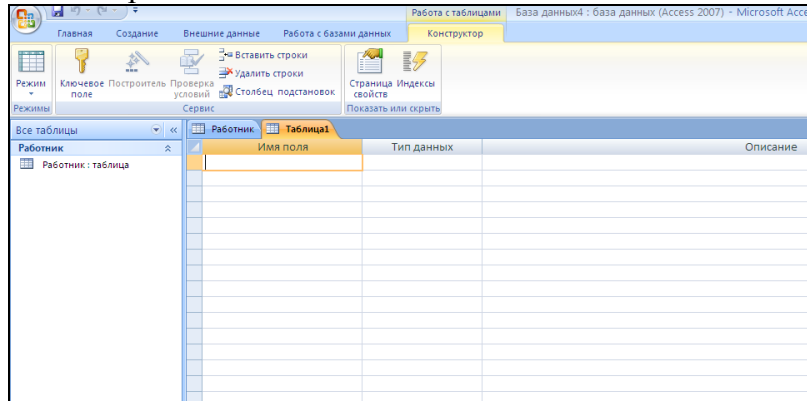 Работа с таблицами База данных4 : база данных (Access 2007) - Microsoft Acce
Главная Создание Внешние данные Работа с базами данных Конструктор
Режим
Ключевое поле
Построитель
Проверка условий
Вставить строки
Удалить строки
Столбец подстановок
Страница свойств
Индексы
Режимы Сервис Показать или скрыть
Все таблицы Работник Таблица1
Работник Имя поля Тип данных Описание
Работник : таблица